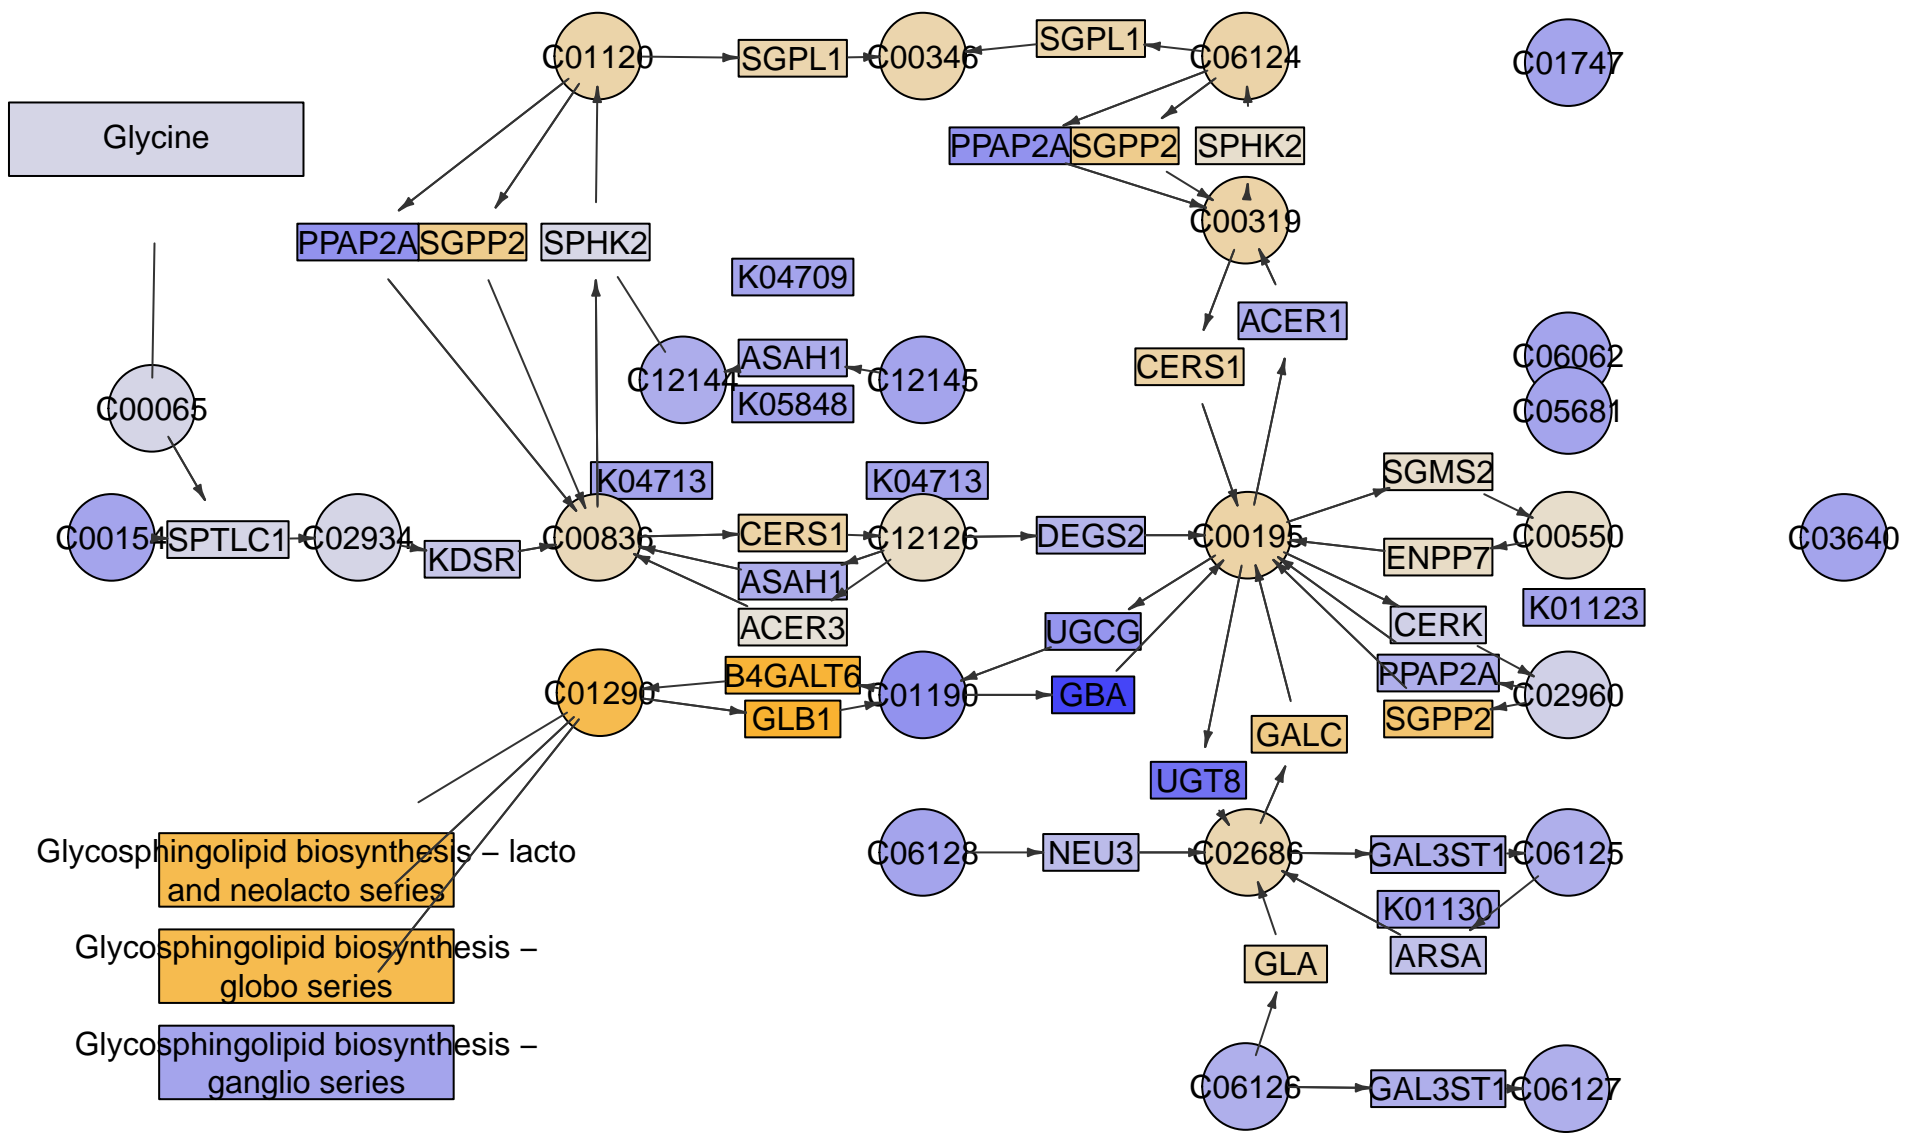 C01120
SGPL1
C00346
SGPL1
C06124
C01747
Glycine
PPAP2A
SGPP2
SPHK2
C00319
PPAP2A
SGPP2
SPHK2
K04709
ACER1
C12144
ASAH1
C12145
K05848
CERS1
C06062
C05681
C00065
K04713
K04713
SGMS2
C00154
SPTLC1
C02934
KDSR
C00836
CERS1
C12126
DEGS2
C00195
C00550
ENPP7
C03640
ASAH1
ACER3
K01123
UGCG
CERK
C01290
B4GALT6
GLB1
C01190
GBA
PPAP2A
C02960
SGPP2
GALC
UGT8
Glycosphingolipid biosynthesis – lacto
and neolacto series
C06128
NEU3
C02686
GAL3ST1
C06125
K01130
ARSA
Glycosphingolipid biosynthesis –
globo series
GLA
Glycosphingolipid biosynthesis –
ganglio series
C06126
GAL3ST1
C06127